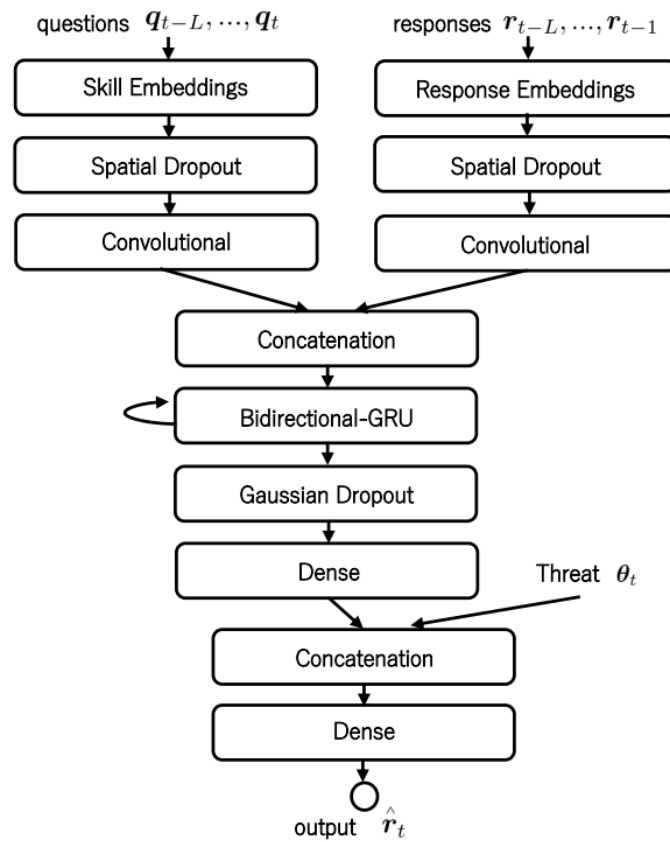 questions q_{t−L}, ..., q_t
responses r_{t−L}, ..., r_{t−1}
Skill Embeddings
Response Embeddings
Spatial Dropout
Spatial Dropout
Convolutional
Convolutional
Concatenation
Bidirectional-GRU
Gaussian Dropout
Dense
Threat θ_t
Concatenation
Dense
output r̂_t